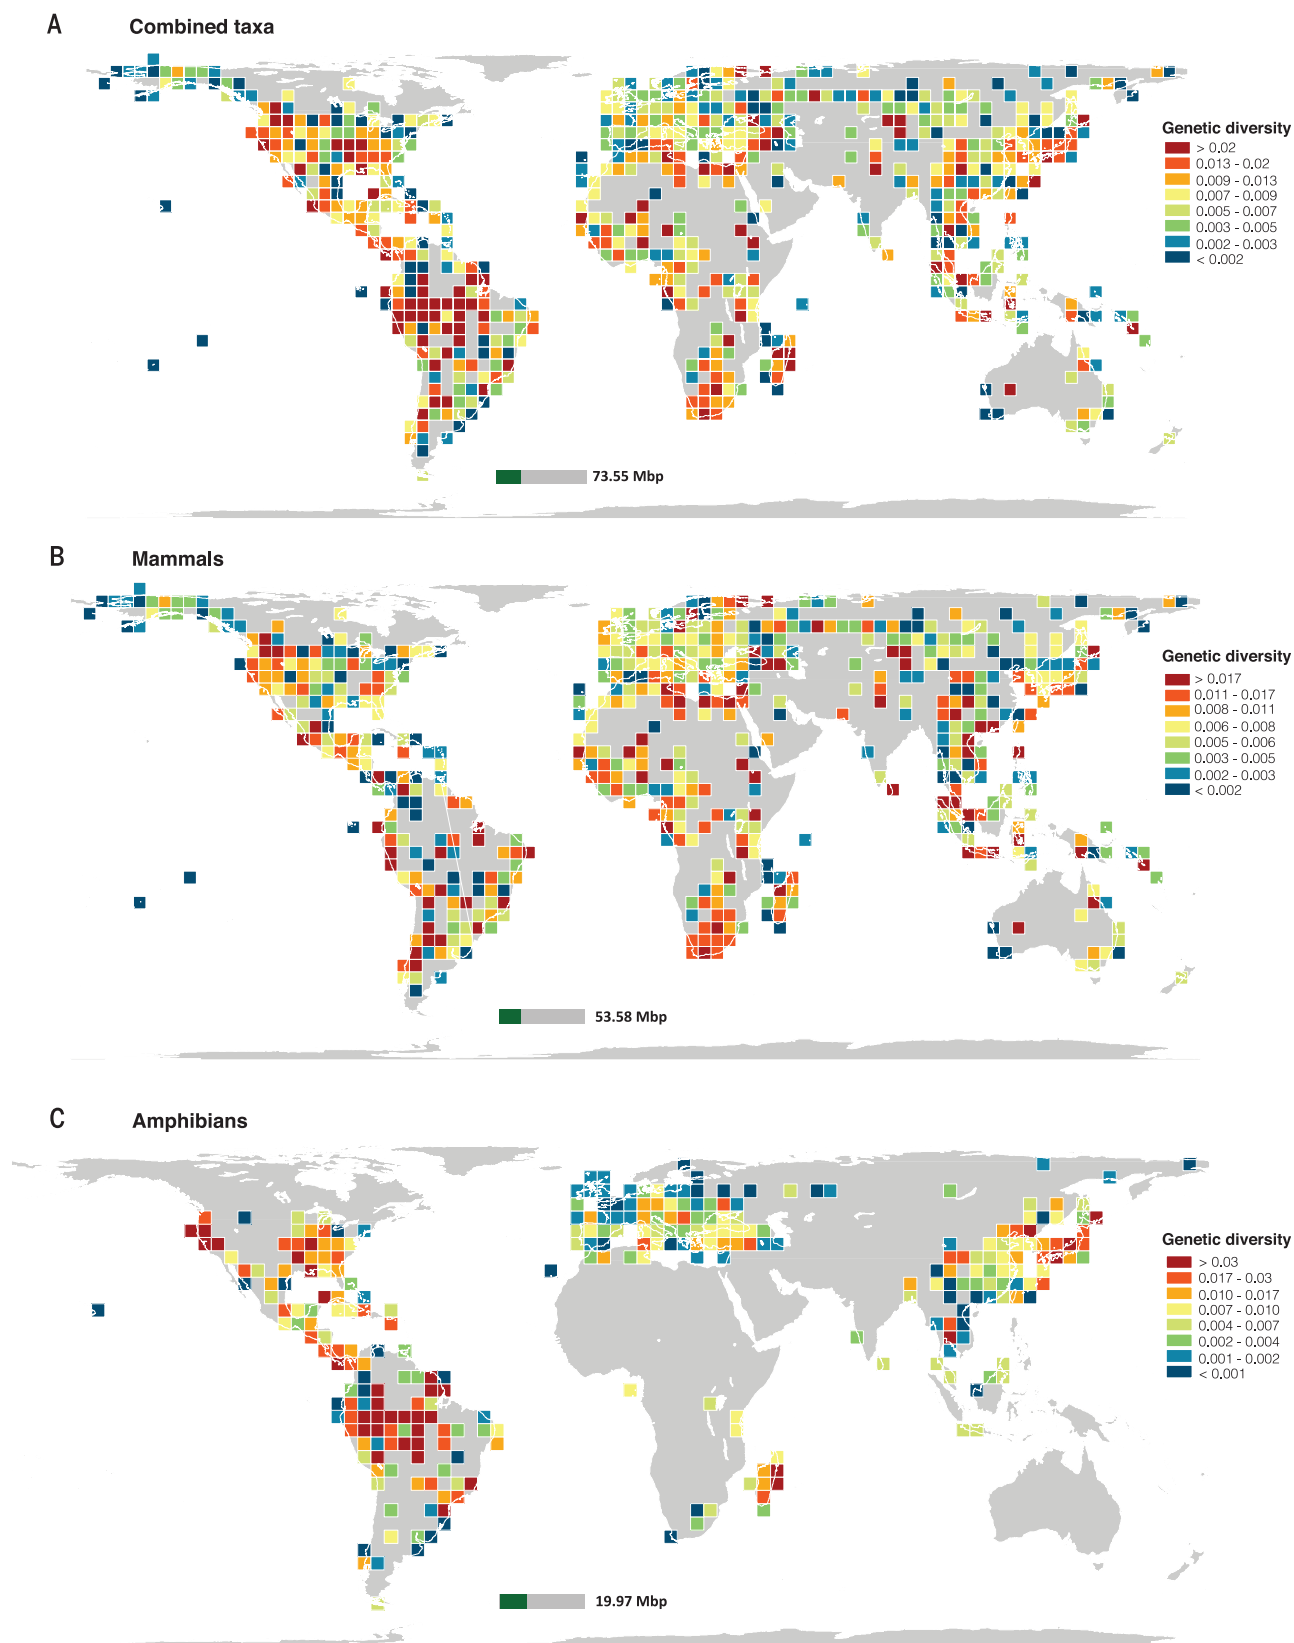 A Combined taxa
Genetic diversity
> 0.02
0.013 - 0.02
0.009 - 0.013
0.007 - 0.009
0.005 - 0.007
0.003 - 0.005
0.002 - 0.003
< 0.002
73.55 Mbp
B Mammals
Genetic diversity
> 0.017
0.011 - 0.017
0.008 - 0.011
0.006 - 0.008
0.005 - 0.006
0.003 - 0.005
0.002 - 0.003
< 0.002
53.58 Mbp
C Amphibians
Genetic diversity
> 0.03
0.017 - 0.03
0.010 - 0.017
0.007 - 0.010
0.004 - 0.007
0.002 - 0.004
0.001 - 0.002
< 0.001
19.97 Mbp